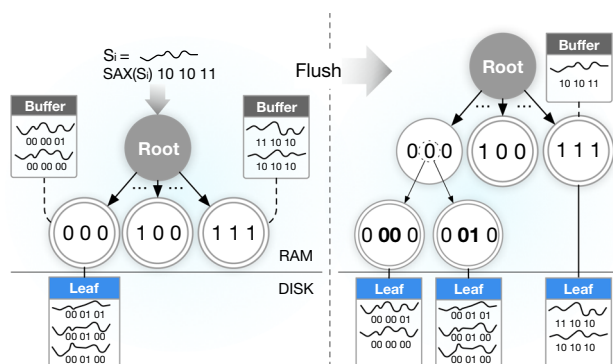 Si =
SAX(Si) 10 10 11
Buffer
00 00 01
00 00 00
Root
Buffer
11 10 10
10 10 10
... ...
0 0 0
1 0 0
1 1 1
RAM
DISK
Leaf
00 01 01
00 01 00
00 01 00
Flush
Root
Buffer
10 10 11
... ...
0 0 0
1 0 0
1 1 1
0 00 0
0 01 0
Leaf
00 00 01
00 00 00
Leaf
00 01 01
00 01 00
00 01 00
Leaf
11 10 10
10 10 10